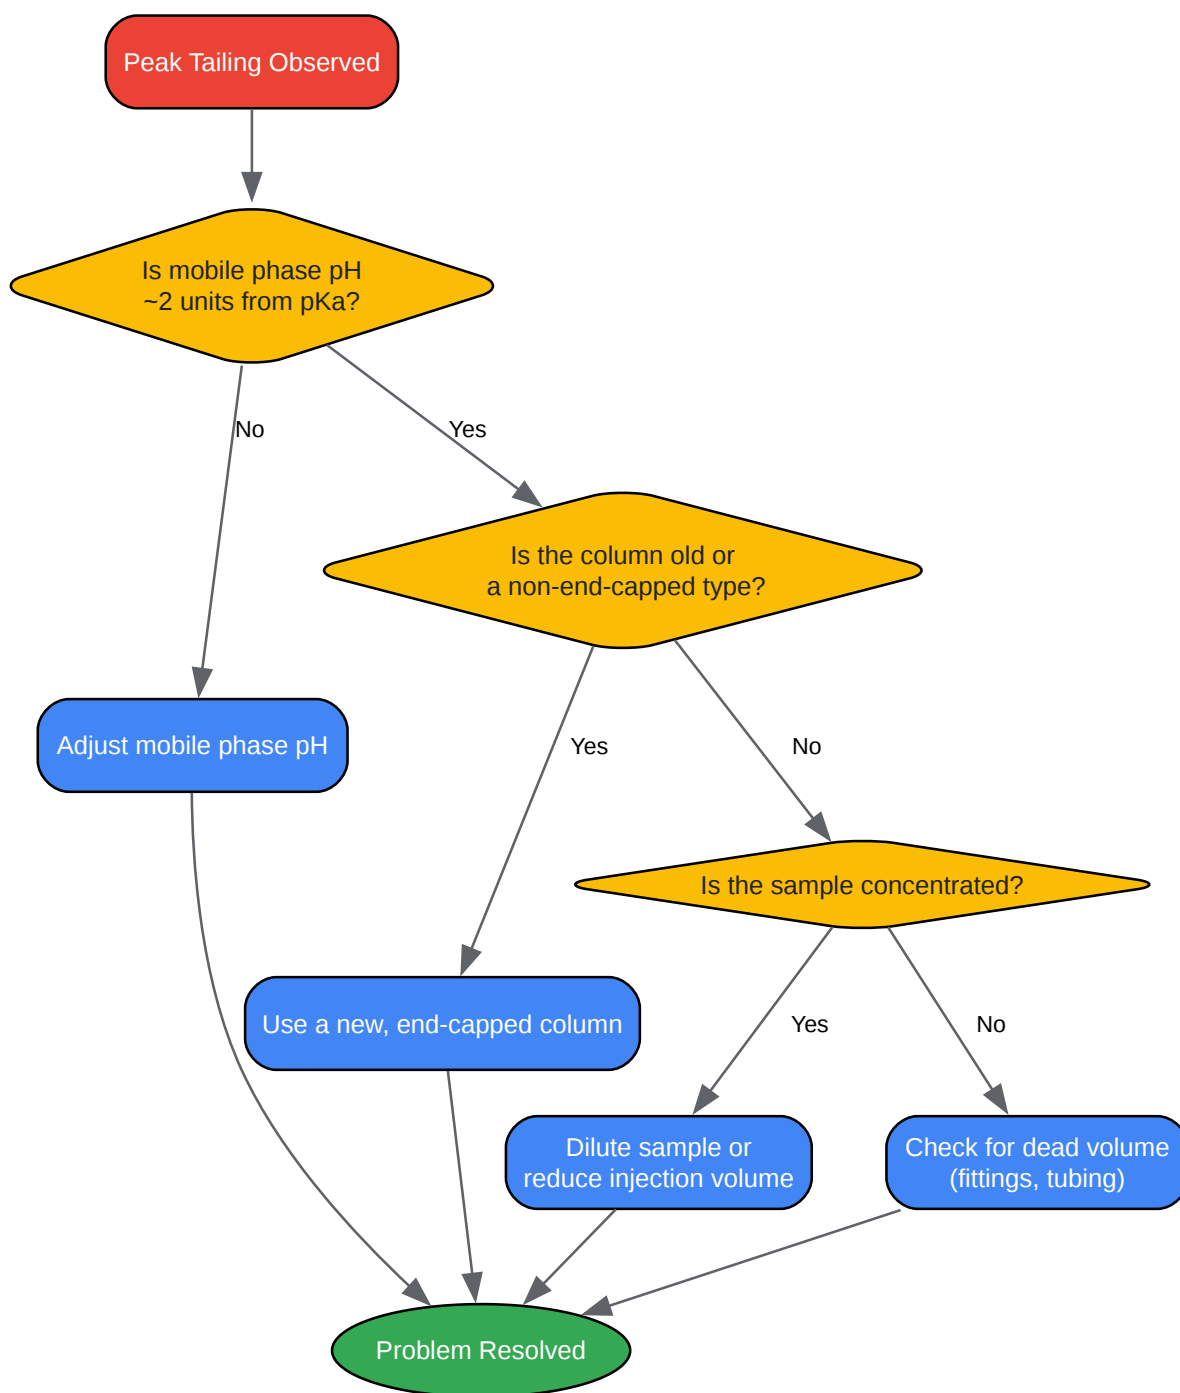 Peak Tailing Observed
Is mobile phase pH
~2 units from pKa?
No
Yes
Is the column old or
a non-end-capped type?
Adjust mobile phase pH
Yes
No
Is the sample concentrated?
Use a new, end-capped column
Yes
No
Dilute sample or
reduce injection volume
Check for dead volume
(fittings, tubing)
Problem Resolved